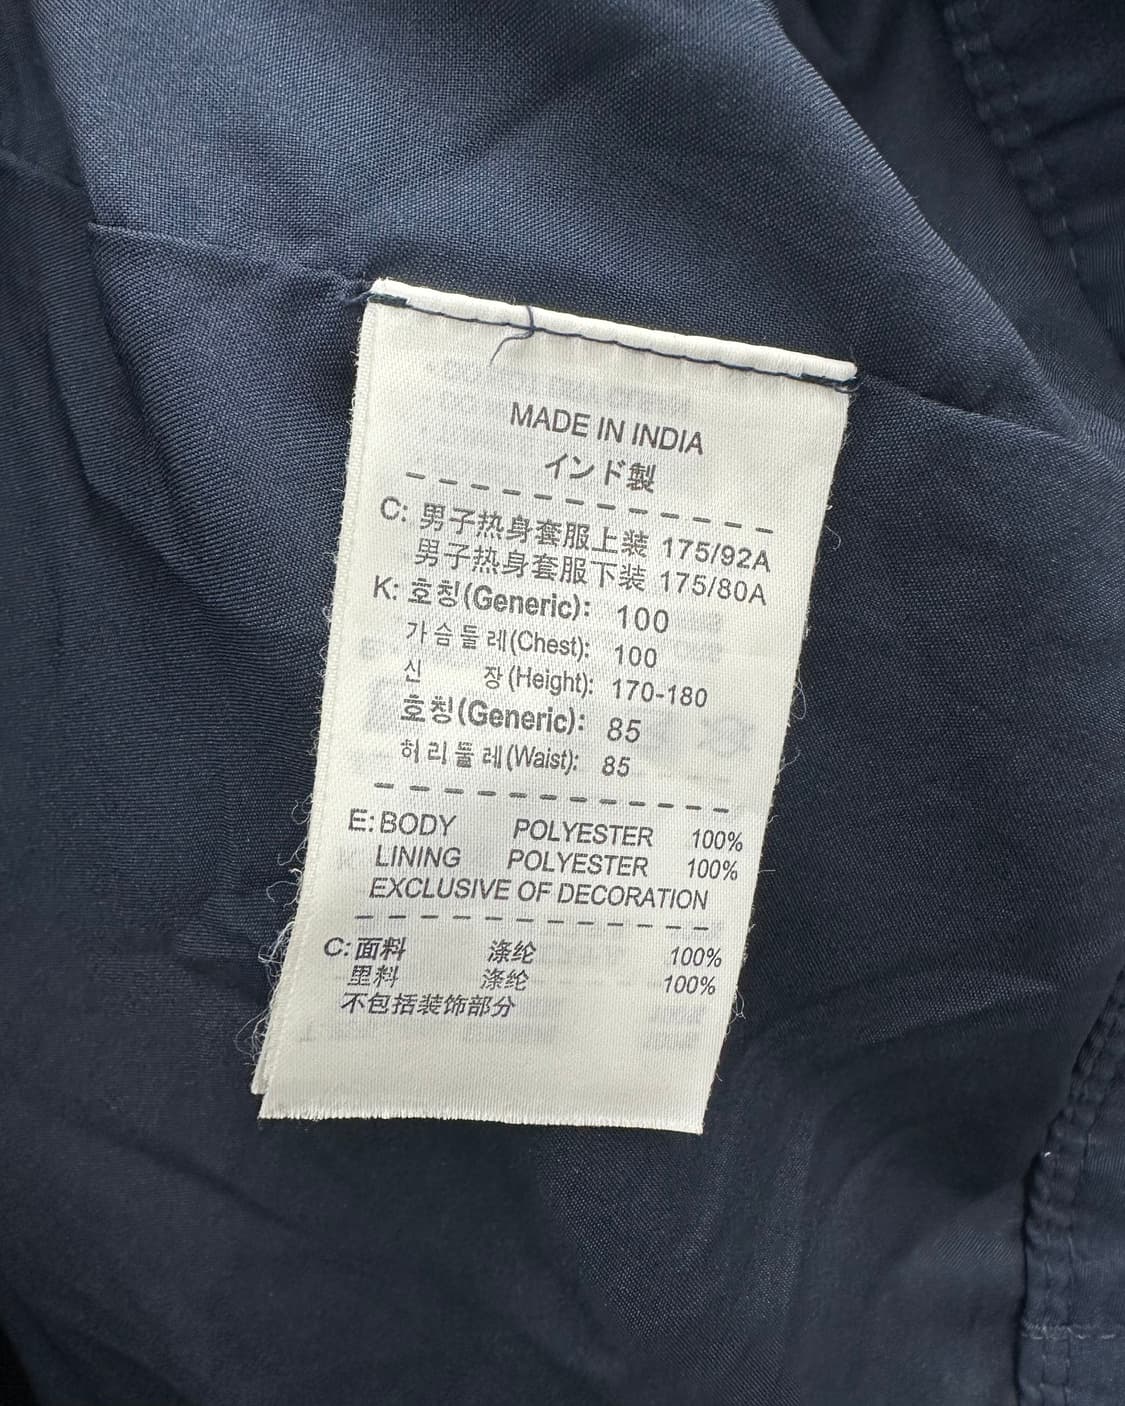 MADE IN INDIA
インド製
C: 男子热身套服上装 175/92A
男子热身套服下装 175/80A
K: 호칭(Generic): 100
가슴둘레(Chest): 100
신 장(Height): 170-180
호칭(Generic): 85
허리둘레(Waist): 85
E: BODY POLYESTER 100%
LINING POLYESTER 100%
EXCLUSIVE OF DECORATION
C: 面料 涤纶 100%
里料 涤纶 100%
不包括装饰部分